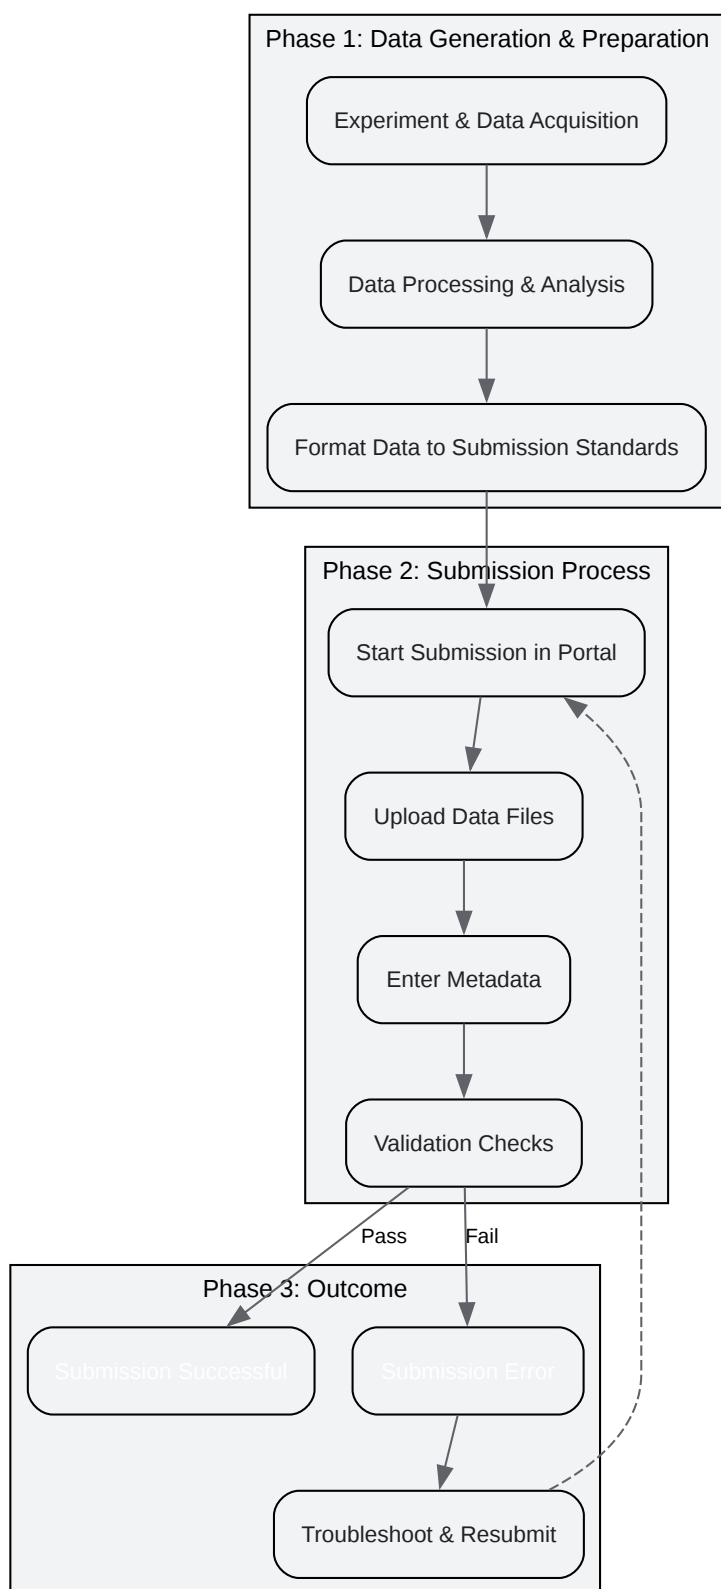 Phase 1: Data Generation & Preparation
Experiment & Data Acquisition
Data Processing & Analysis
Format Data to Submission Standards
Phase 2: Submission Process
Start Submission in Portal
Upload Data Files
Enter Metadata
Validation Checks
Pass
Fail
Phase 3: Outcome
Submission Successful
Submission Error
Troubleshoot & Resubmit